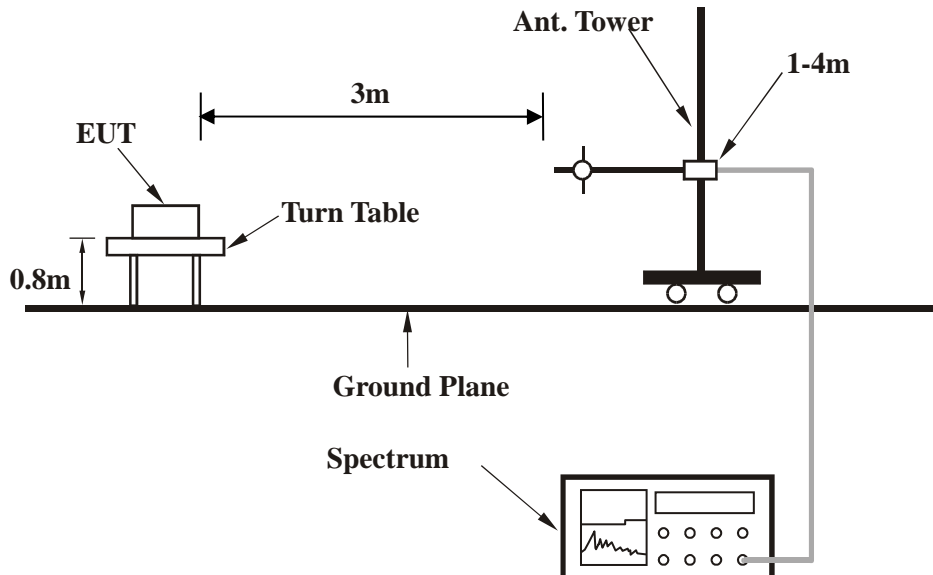 Ant. Tower
1-4m
3m
EUT
Turn Table
0.8m
Ground Plane
Spectrum